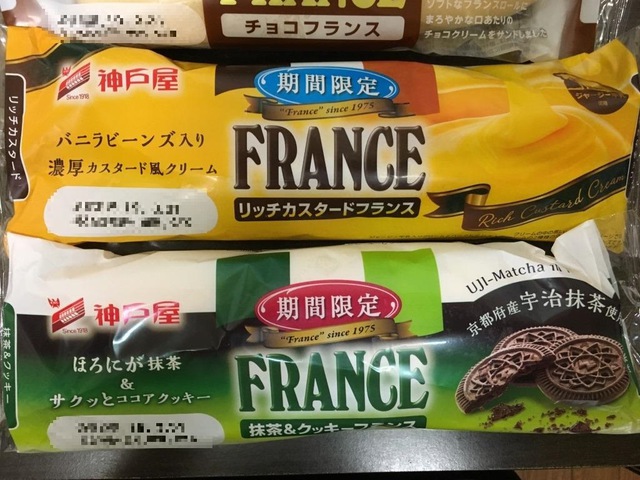 FRANCE
チョコフランス
ソフトなフランスロールに
まろやかな口あたりの
チョコクリームをサンドしました
リッチカスタード
Since 1918
神戸屋
期間限定
"France" since 1975
FRANCE
リッチカスタードフランス
バニラビーンズ入り
濃厚カスタード風クリーム
Rich Custard Cream
抹茶&クッキー
Since 1918
神戸屋
期間限定
"France" since 1975
FRANCE
抹茶&クッキーフランス
ほろにが抹茶
&
サクッとココアクッキー
UJI-Matcha
京都府産宇治抹茶使